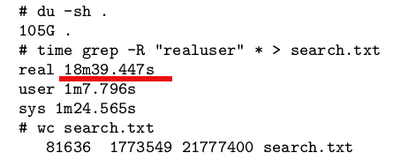 # du -sh .
105G .
# time grep -R "realuser" * > search.txt
real 18m39.447s
user 1m7.796s
sys 1m24.565s
# wc search.txt
81636 1773549 21777400 search.txt